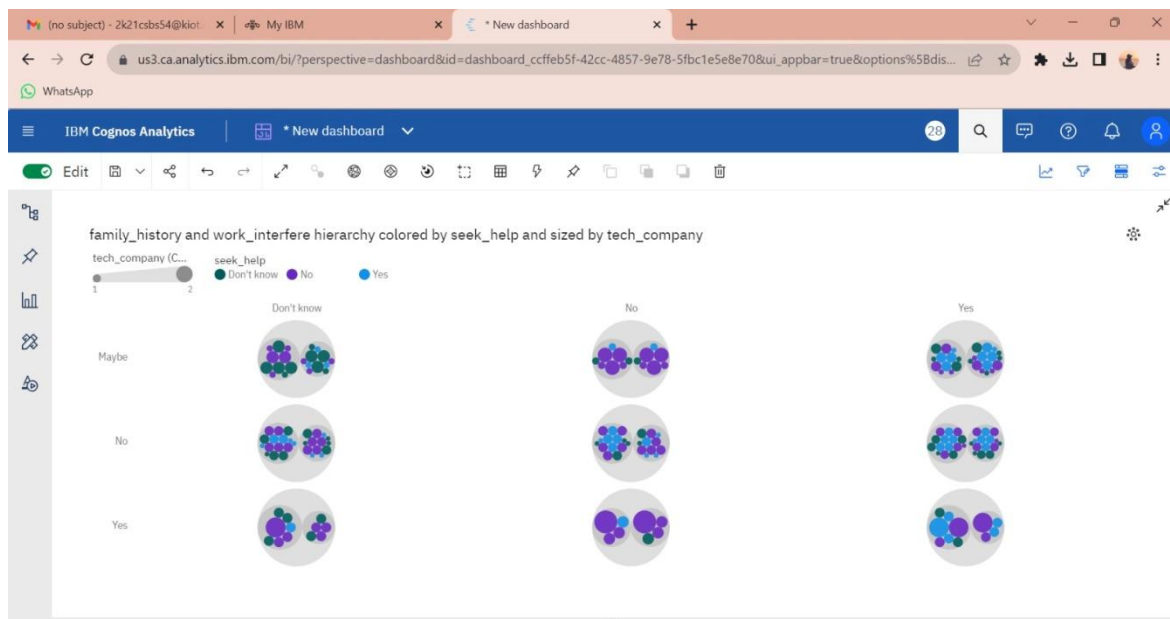 (no subject) - 2k21csbs54@kiot. My IBM * New dashboard
us3.ca.analytics.ibm.com/bi/?perspective=dashboard&id=dashboard_ccffeb5f-42cc-4857-9e78-5fbc1e5e8e70&ui_appbar=true&options%5Bdis...
WhatsApp
IBM Cognos Analytics * New dashboard 28
Edit
family_history and work_interfere hierarchy colored by seek_help and sized by tech_company
tech_company (C... seek_help
Don't know No Yes
1 2
Don't know No Yes
Maybe
No
Yes